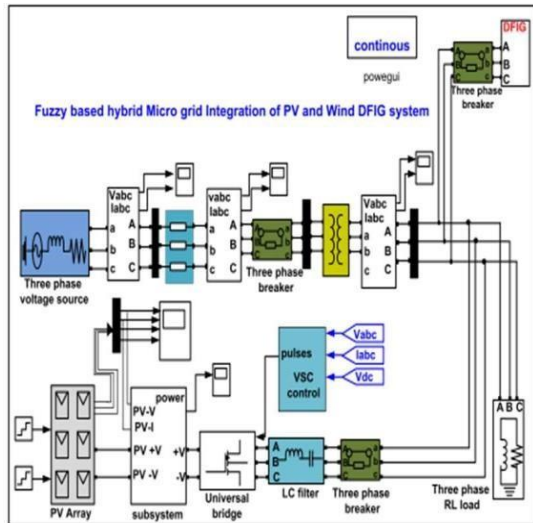 DFIG
continous
powegui
A
B
C
a
b
c
A
B
C
Three phase
breaker
Fuzzy based hybrid Micro grid Integration of PV and Wind DFIG system
Vabc
Iabc
a
b
c
A
B
C
vabc
Iabc
a
b
c
A
B
C
Three phase
breaker
Vabc
Iabc
a
b
c
A
B
C
Three phase
voltage source
power
PV-V
PV-I
PV +V
PV -V
+V
-V
PV Array
subsystem
pulses
VSC
control
Vabc
Iabc
Vdc
A
B
C
Universal
bridge
LC filter
A
B
C
a
b
c
Three phase
breaker
A B C
Three phase
RL load